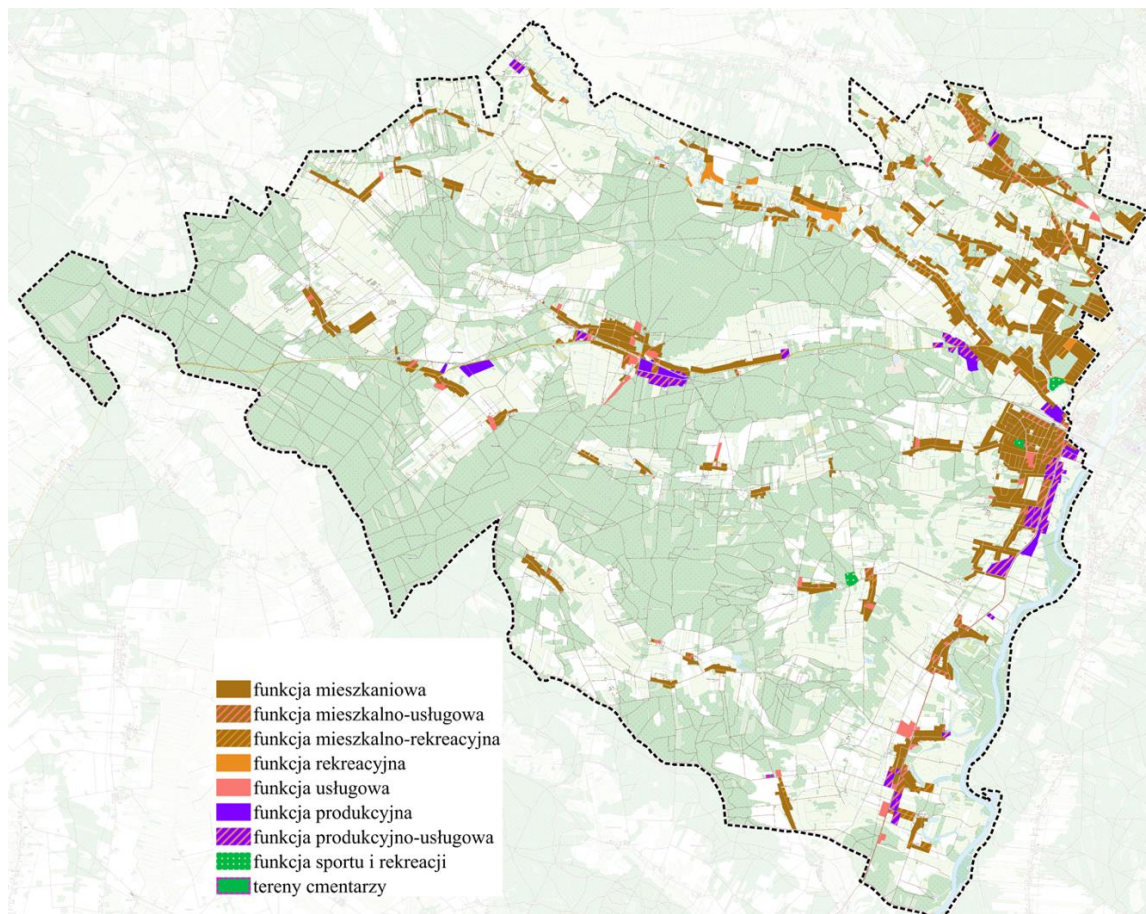 funkcja mieszkaniowa
funkcja mieszkalno-usługowa
funkcja mieszkalno-rekreacyjna
funkcja rekreacyjna
funkcja usługowa
funkcja produkcyjna
funkcja produkcyjno-usługowa
funkcja sportu i rekreacji
tereny cmentarzy